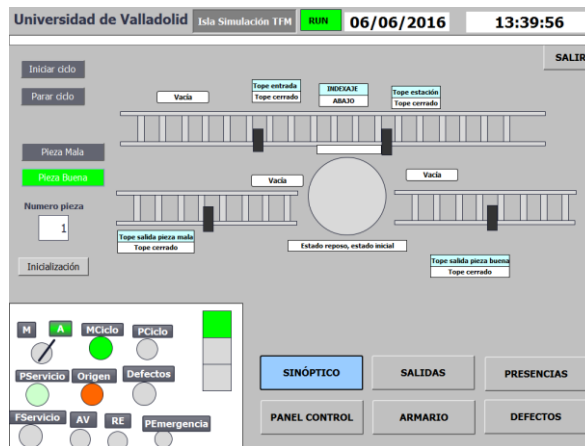 Universidad de Valladolid
Isla Simulación TFM
RUN
06/06/2016
13:39:56
SALIR
Iniciar ciclo
Parar ciclo
Vacía
Tope entrada
Tope cerrado
INDEXAJE
ABAJO
Tope estación
Tope cerrado
Pieza Mala
Pieza Buena
Vacía
Vacía
Numero pieza
1
Tope salida pieza mala
Tope cerrado
Estado reposo, estado inicial
Tope salida pieza buena
Tope cerrado
Inicialización
M
A
MCiclo
PCiclo
PServicio
Origen
Defectos
FServicio
AV
RE
PEmergencia
SINÓPTICO
SALIDAS
PRESENCIAS
PANEL CONTROL
ARMARIO
DEFECTOS